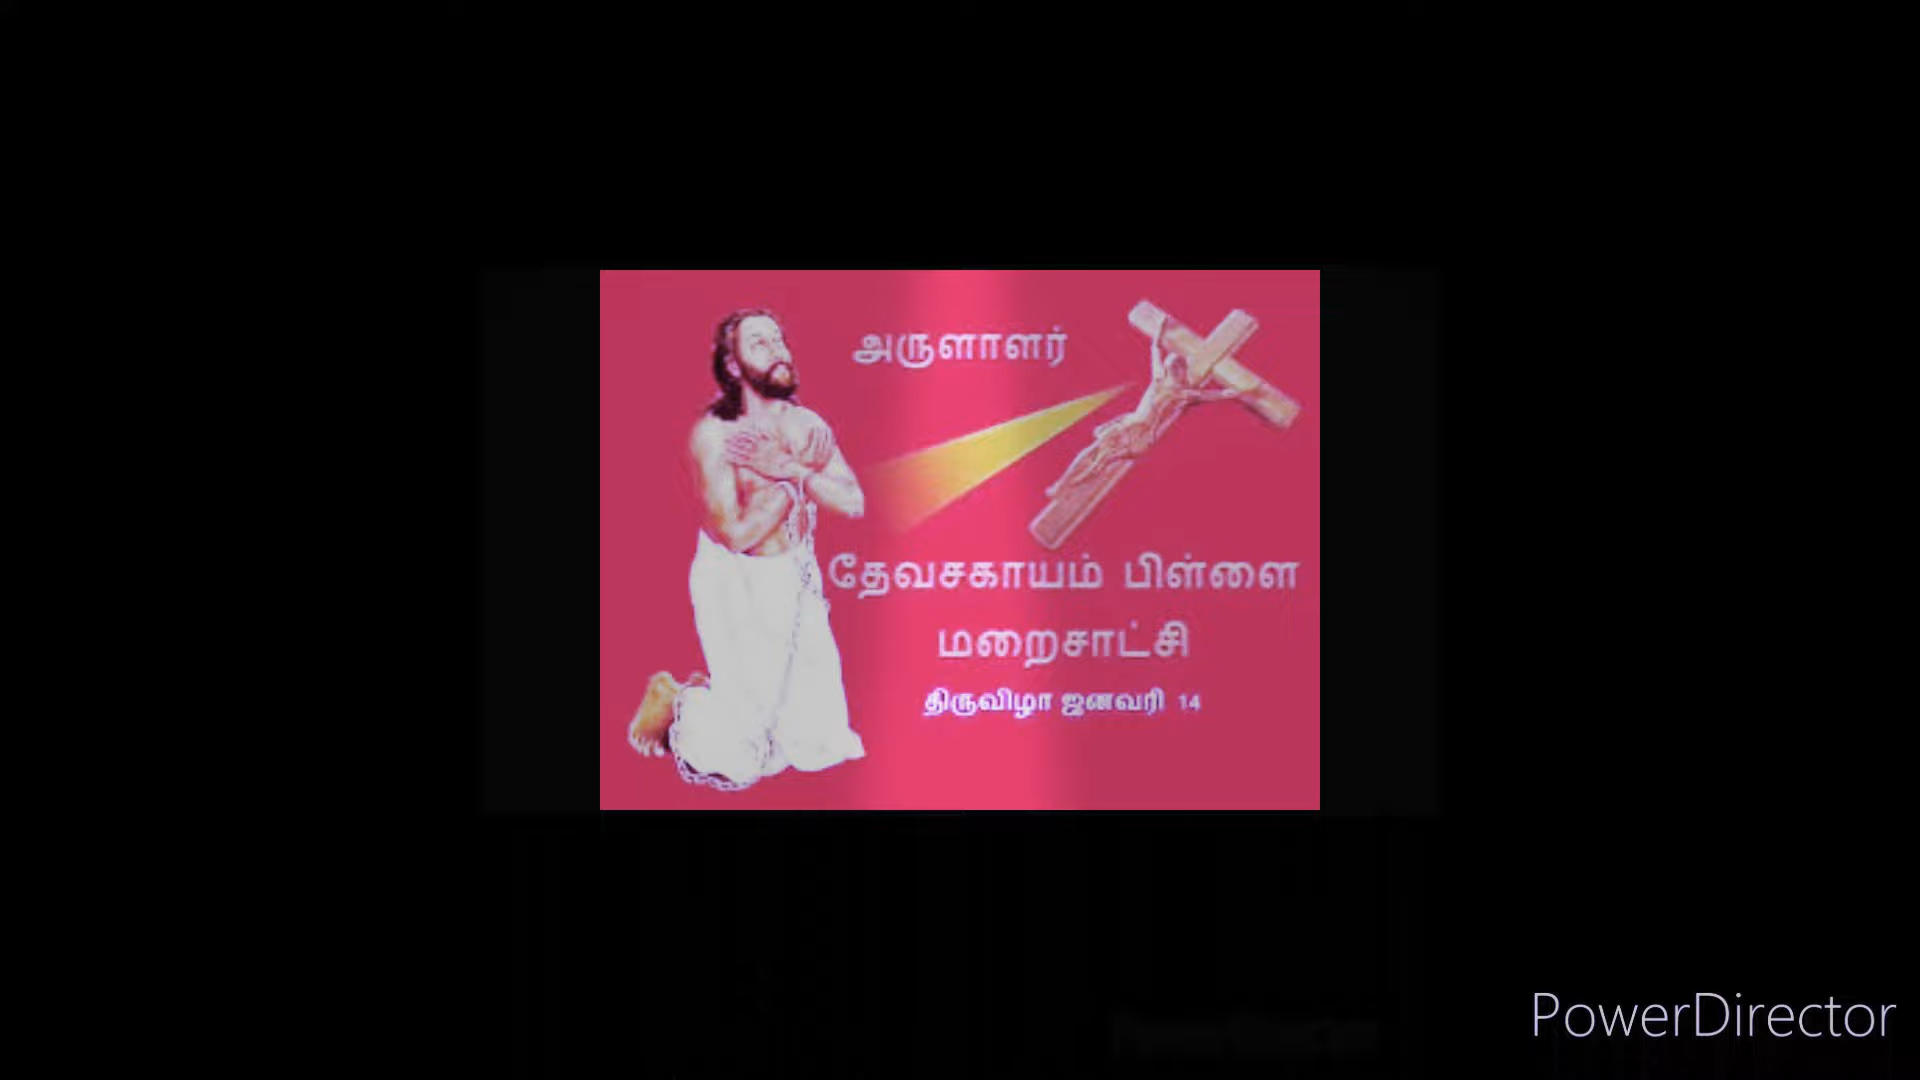 அருளாளர்
தேவசகாயம் பிள்ளை
மறைசாட்சி
திருவிழா ஜனவரி 14
PowerDirector